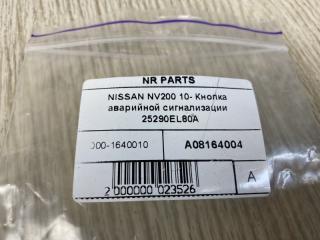 NR PARTS
NISSAN NV200 10- Кнопка
аварийной сигнализации
25290EL80A
000-1640010
A08164004
2 000000 023526
A